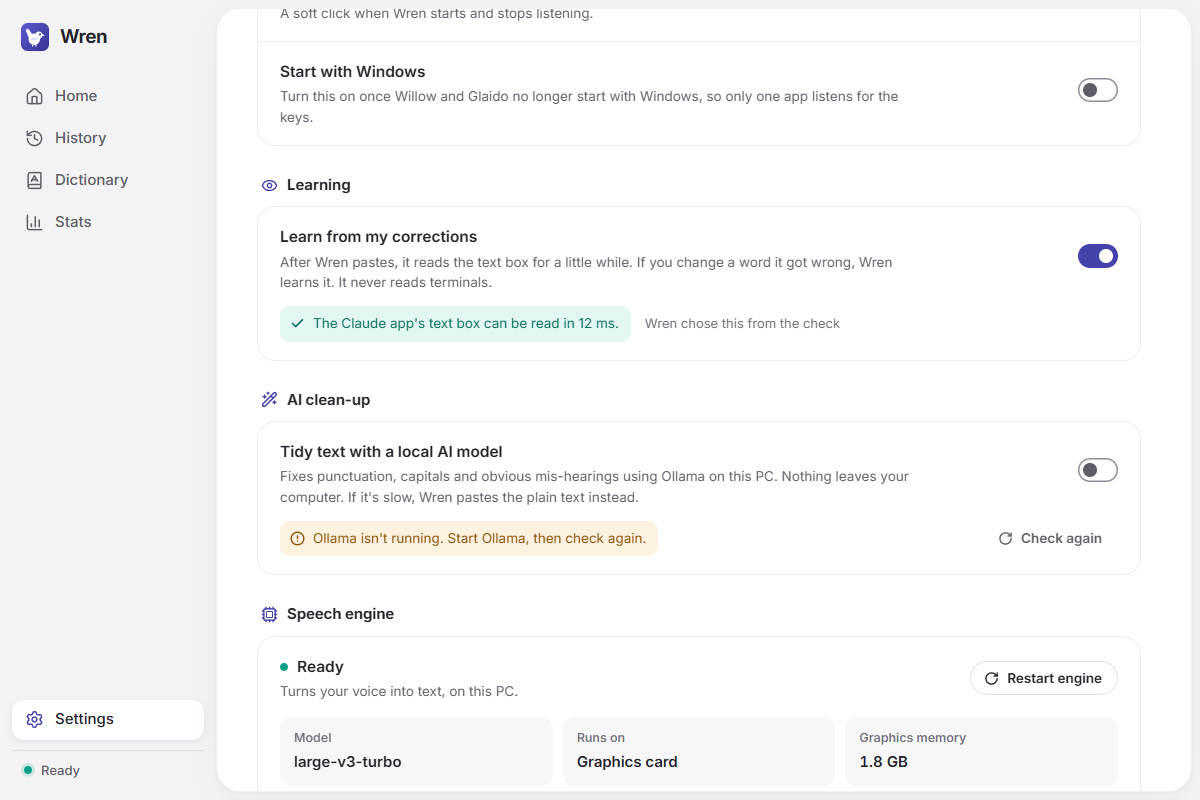 Wren
Home
History
Dictionary
Stats
Settings
Ready
A soft click when Wren starts and stops listening.
Start with Windows
Turn this on once Willow and Glaido no longer start with Windows, so only one app listens for the
keys.
Learning
Learn from my corrections
After Wren pastes, it reads the text box for a little while. If you change a word it got wrong, Wren
learns it. It never reads terminals.
The Claude app's text box can be read in 12 ms.
Wren chose this from the check
AI clean-up
Tidy text with a local AI model
Fixes punctuation, capitals and obvious mis-hearings using Ollama on this PC. Nothing leaves your
computer. If it's slow, Wren pastes the plain text instead.
Ollama isn't running. Start Ollama, then check again.
Check again
Speech engine
Ready
Turns your voice into text, on this PC.
Restart engine
Model
large-v3-turbo
Runs on
Graphics card
Graphics memory
1.8 GB